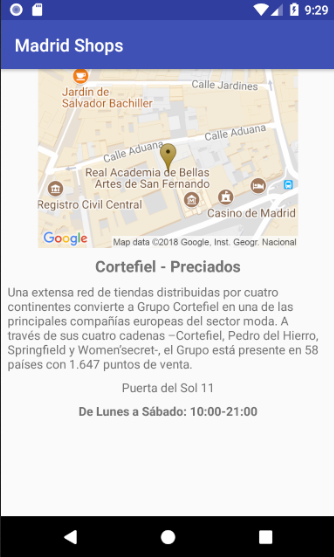 9:29
Madrid Shops
Jardín de
Salvador Bachiller
Calle Jardines
Calle Aduana
Calle Aduana
Real Academia de Bellas
Artes de San Fernando
Registro Civil Central
Casino de Madrid
Google
Map data ©2018 Google, Inst. Geogr. Nacional
Cortefiel - Preciados
Una extensa red de tiendas distribuidas por cuatro
continentes convierte a Grupo Cortefiel en una de las
principales compañías europeas del sector moda. A
través de sus cuatro cadenas –Cortefiel, Pedro del Hierro,
Springfield y Women'secret-, el Grupo está presente en 58
países con 1.647 puntos de venta.
Puerta del Sol 11
De Lunes a Sábado: 10:00-21:00